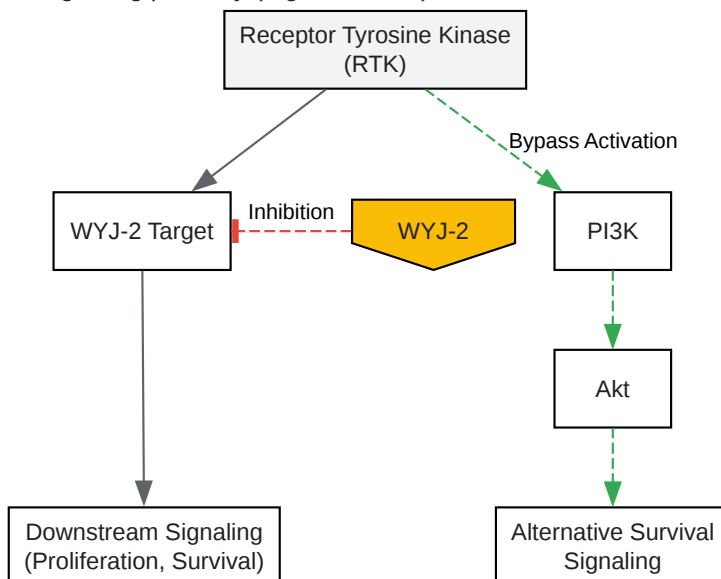 Receptor Tyrosine Kinase
(RTK)
Bypass Activation
WYJ-2 Target
Inhibition
WYJ-2
PI3K
Akt
Downstream Signaling
(Proliferation, Survival)
Alternative Survival
Signaling